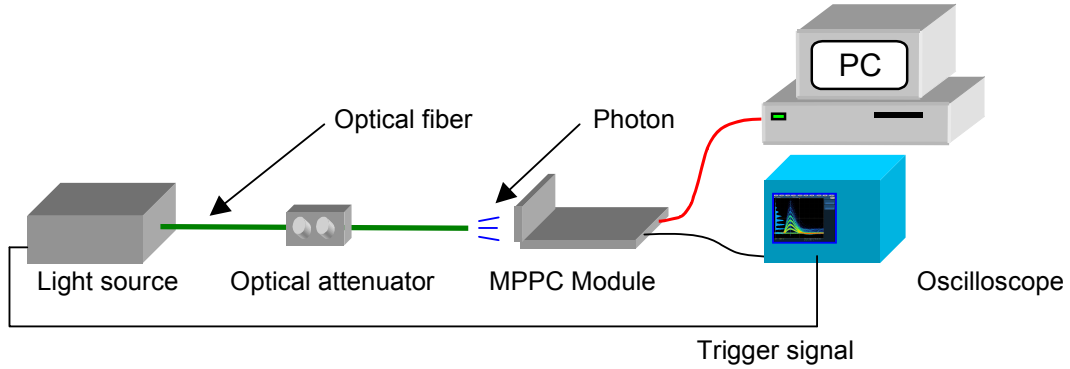 PC
Optical fiber
Photon
Light source
Optical attenuator
MPPC Module
Oscilloscope
Trigger signal